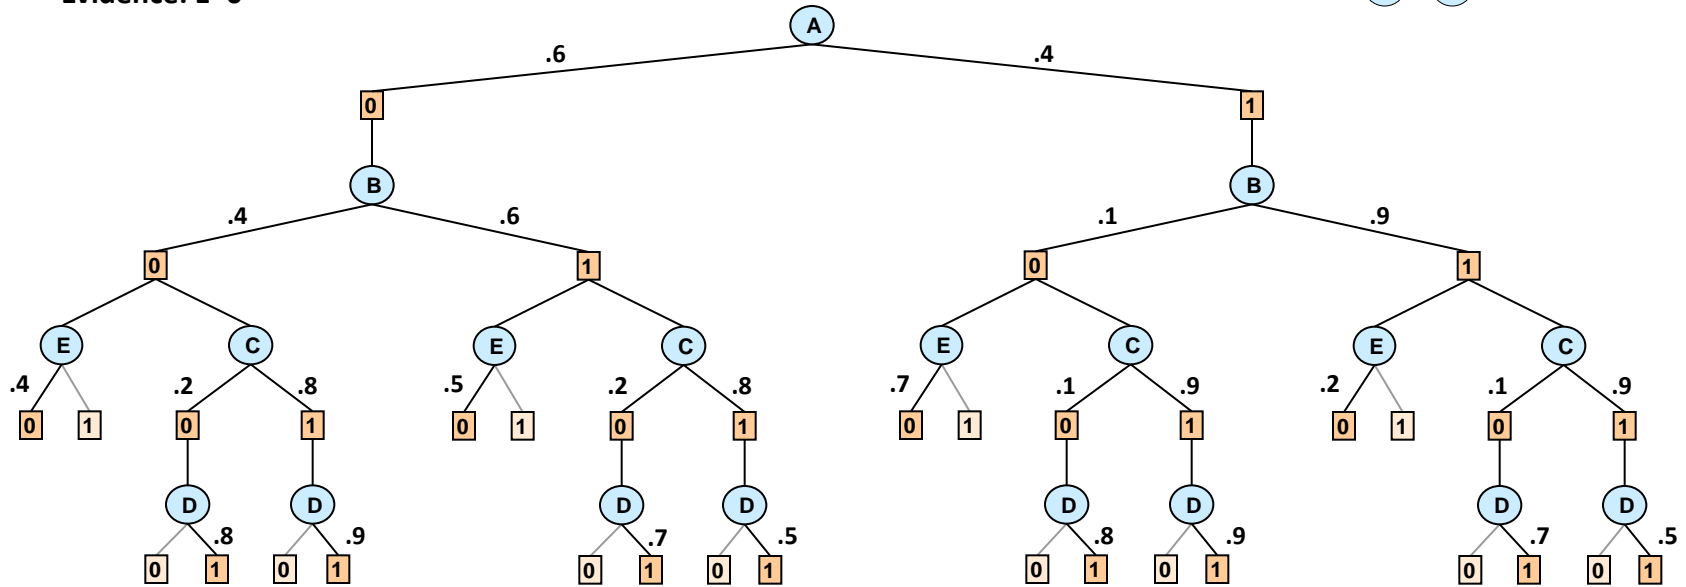 A
.6 .4
0 1
B B
.4 .6 .1 .9
0 1 0 1
E C E C E C E C
.4 .2 .8 .5 .2 .8 .7 .1 .9 .2 .1 .9
0 1 0 1 0 1 0 1 0 1 0 1 0 1 0 1
D D D D D D D D
.8 .9 .7 .5 .8 .9 .7 .5
0 1 0 1 0 1 0 1 0 1 0 1 0 1 0 1